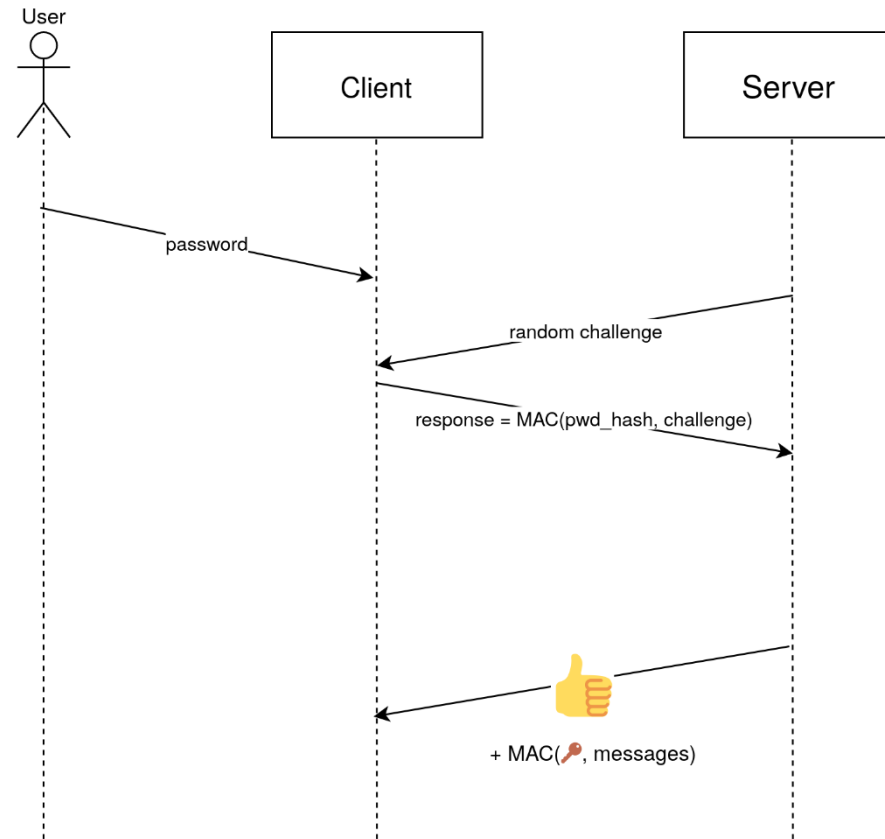 User
Client
Server
password
random challenge
response = MAC(pwd_hash, challenge)
+ MAC(🔑, messages)